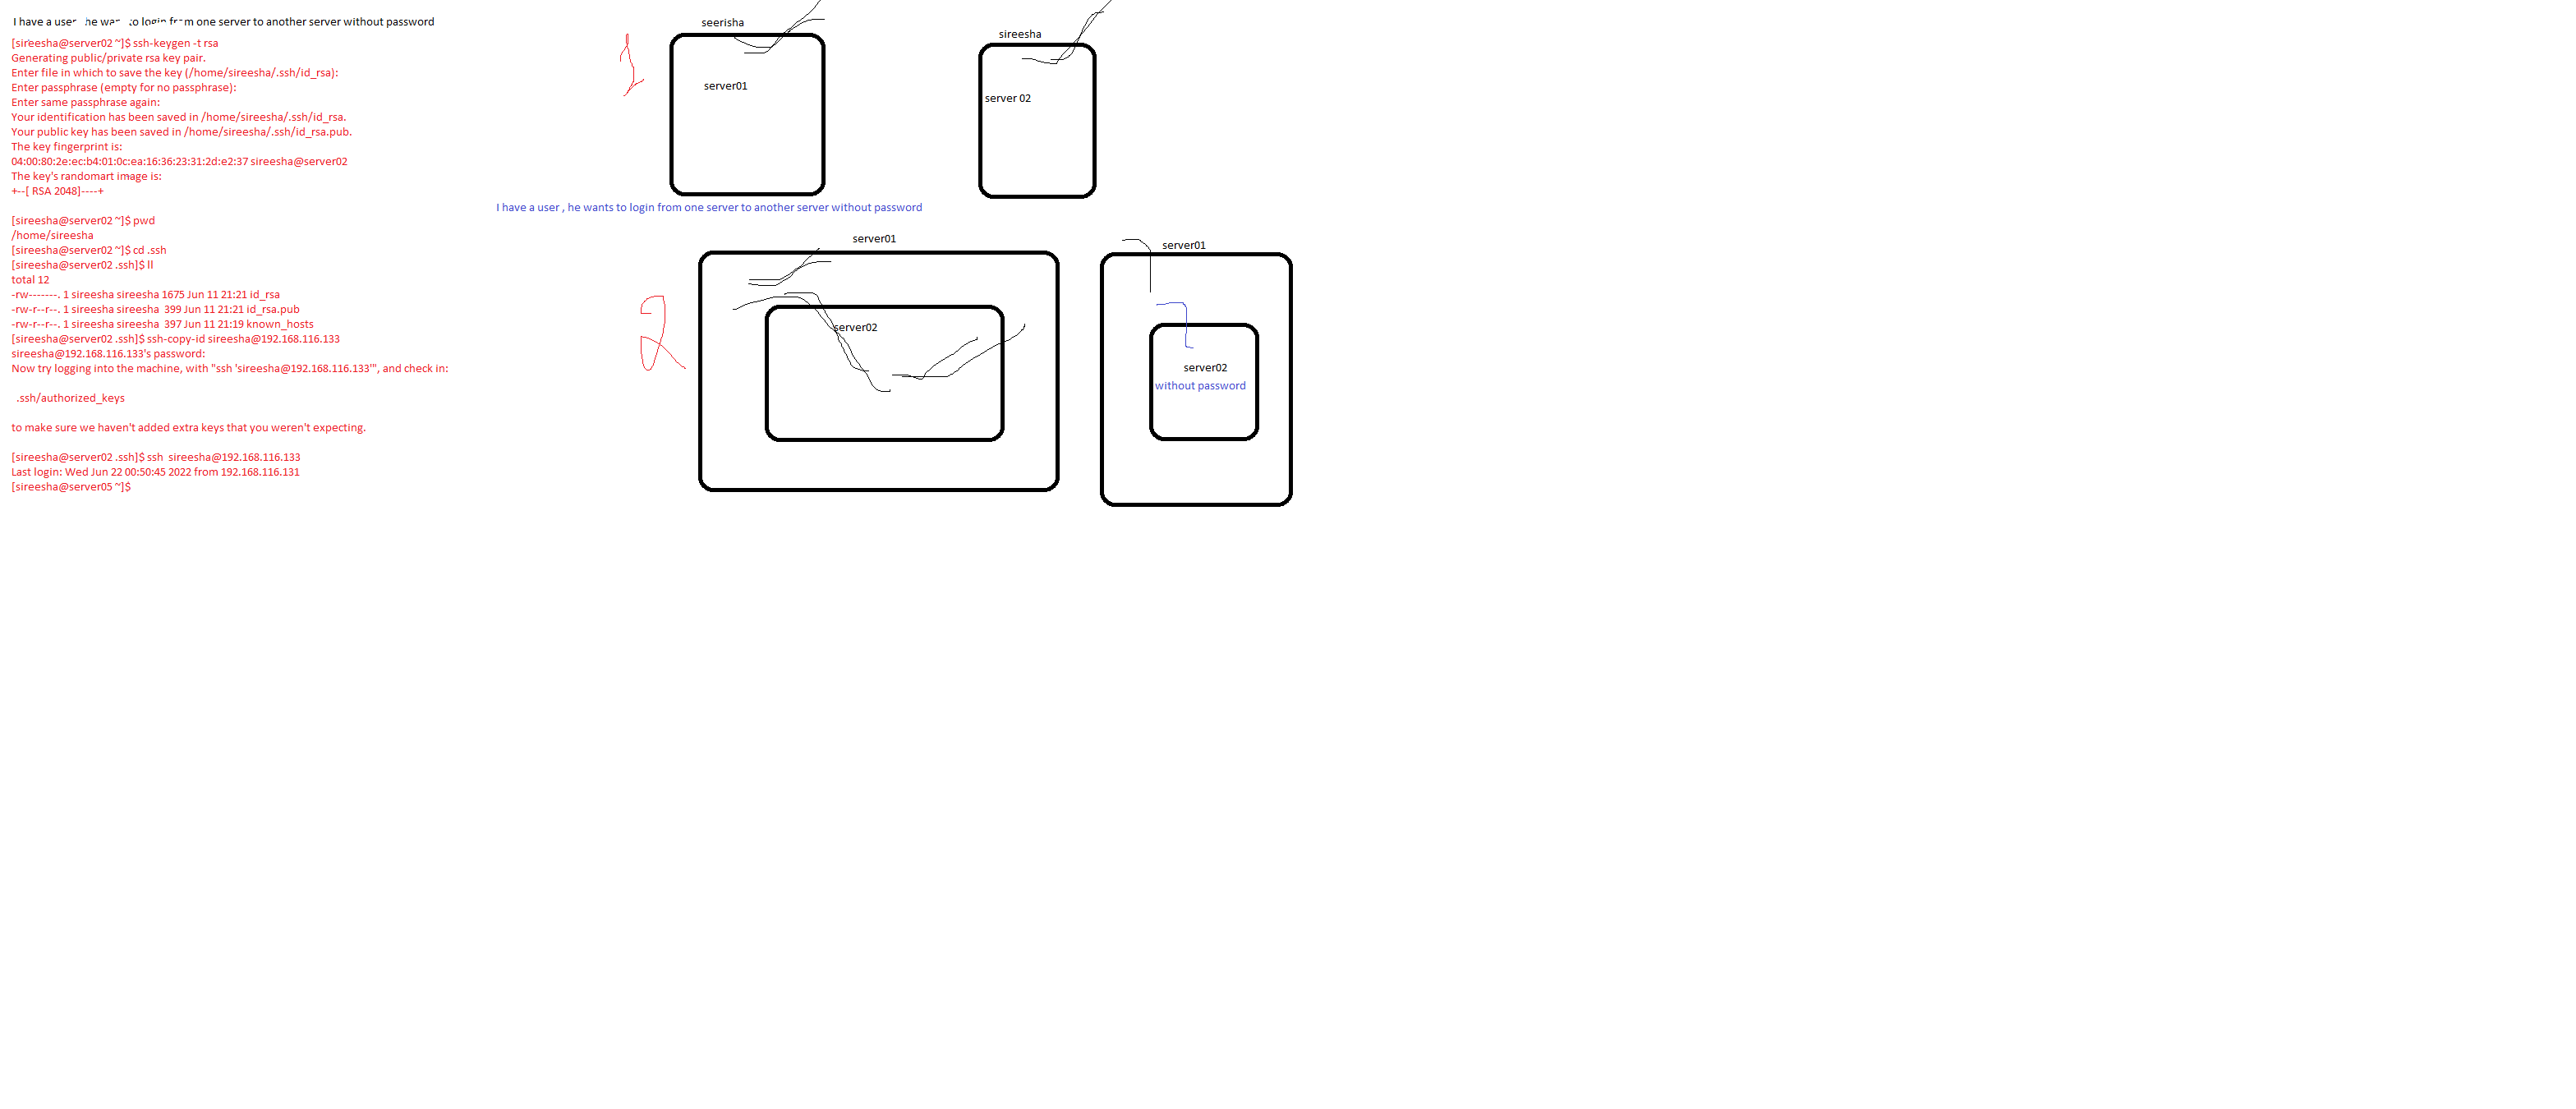 I have a user he wan to login from one server to another server without password
[sireesha@server02 ~]$ ssh-keygen -t rsa
Generating public/private rsa key pair.
Enter file in which to save the key (/home/sireesha/.ssh/id_rsa):
Enter passphrase (empty for no passphrase):
Enter same passphrase again:
Your identification has been saved in /home/sireesha/.ssh/id_rsa.
Your public key has been saved in /home/sireesha/.ssh/id_rsa.pub.
The key fingerprint is:
04:00:80:2e:ec:b4:01:0c:ea:16:36:23:31:2d:e2:37 sireesha@server02
The key's randomart image is:
+--[ RSA 2048]----+
[sireesha@server02 ~]$ pwd
/home/sireesha
[sireesha@server02 ~]$ cd .ssh
[sireesha@server02 .ssh]$ ll
total 12
-rw-------. 1 sireesha sireesha 1675 Jun 11 21:21 id_rsa
-rw-r--r--. 1 sireesha sireesha  399 Jun 11 21:21 id_rsa.pub
-rw-r--r--. 1 sireesha sireesha  397 Jun 11 21:19 known_hosts
[sireesha@server02 .ssh]$ ssh-copy-id sireesha@192.168.116.133
sireesha@192.168.116.133's password:
Now try logging into the machine, with "ssh 'sireesha@192.168.116.133'", and check in:
.ssh/authorized_keys
to make sure we haven't added extra keys that you weren't expecting.
[sireesha@server02 .ssh]$ ssh  sireesha@192.168.116.133
Last login: Wed Jun 22 00:50:45 2022 from 192.168.116.131
[sireesha@server05 ~]$
1
seerisha
server01
sireesha
server 02
I have a user , he wants to login from one server to another server without password
2
server01
server02
server01
server02
without password